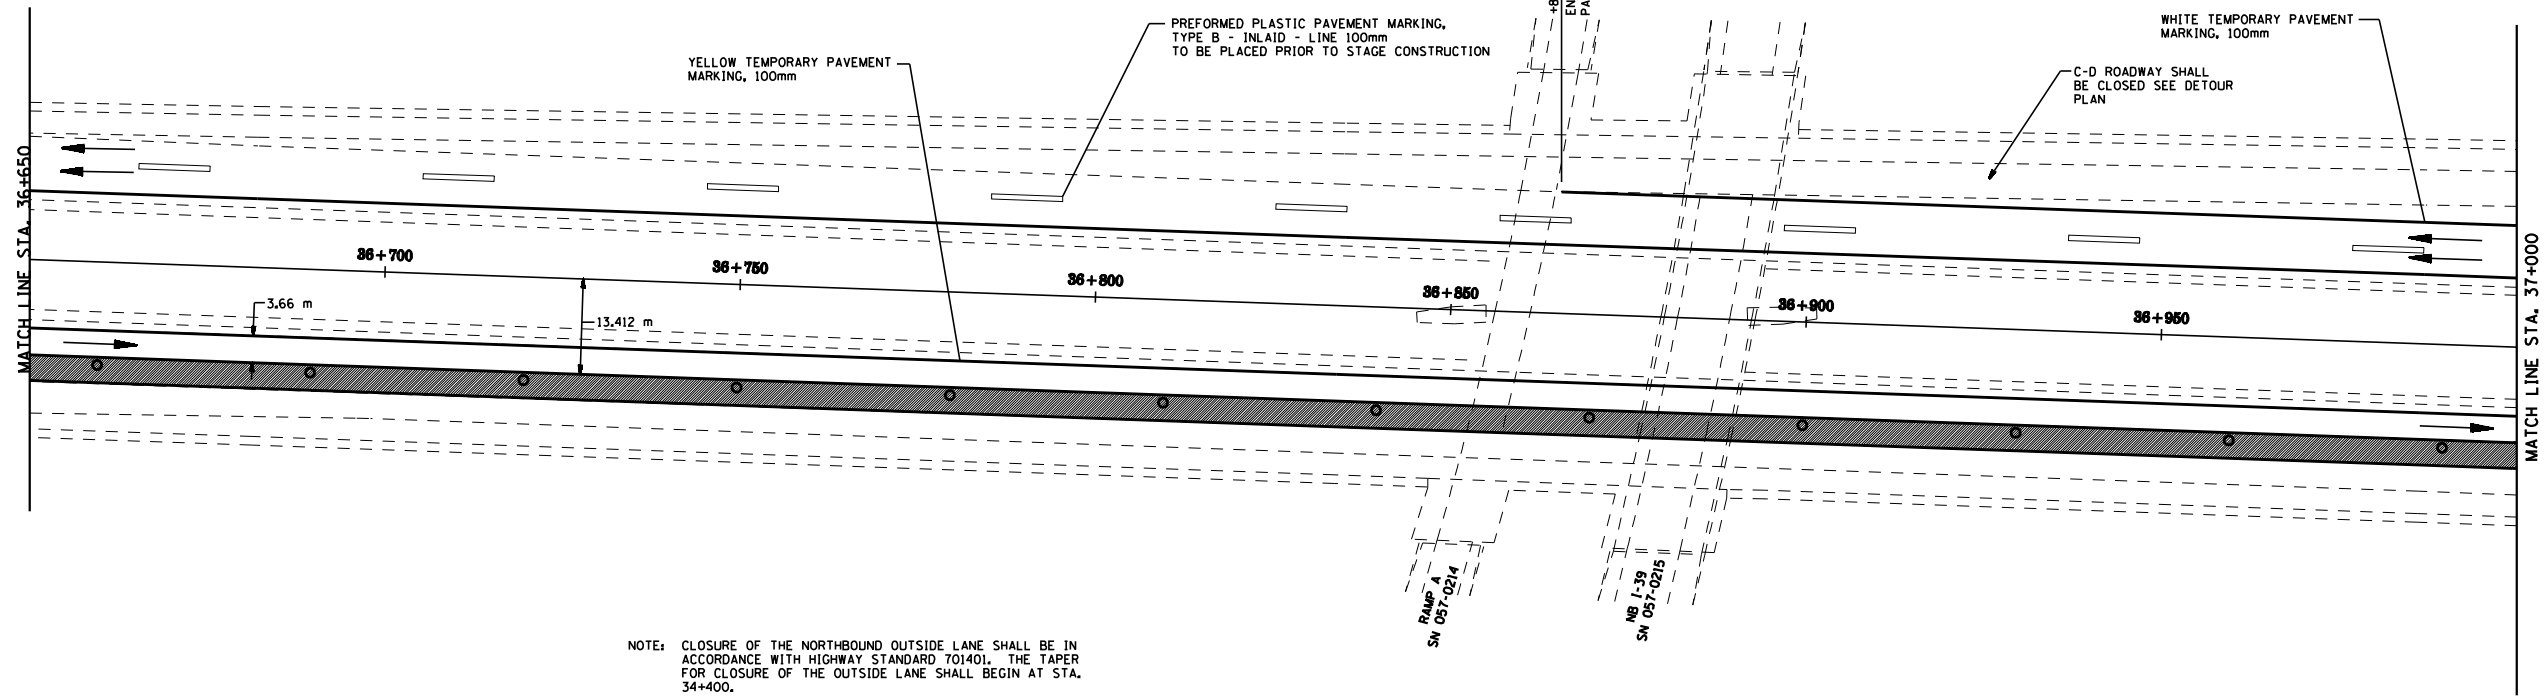 +8
EN
PA
PREFORMED PLASTIC PAVEMENT MARKING,
TYPE B - INLAID - LINE 100mm
TO BE PLACED PRIOR TO STAGE CONSTRUCTION
WHITE TEMPORARY PAVEMENT
MARKING, 100mm
YELLOW TEMPORARY PAVEMENT
MARKING, 100mm
C-D ROADWAY SHALL
BE CLOSED SEE DETOUR
PLAN
MATCH LINE STA. 36+650
36+700
36+750
36+800
36+850
36+900
36+950
3.66 m
13.412 m
MATCH LINE STA. 37+000
RAMP A
SN 057-0214
NB I-39
SN 057-0215
NOTE: CLOSURE OF THE NORTHBOUND OUTSIDE LANE SHALL BE IN
ACCORDANCE WITH HIGHWAY STANDARD 701401. THE TAPER
FOR CLOSURE OF THE OUTSIDE LANE SHALL BEGIN AT STA.
34+400.